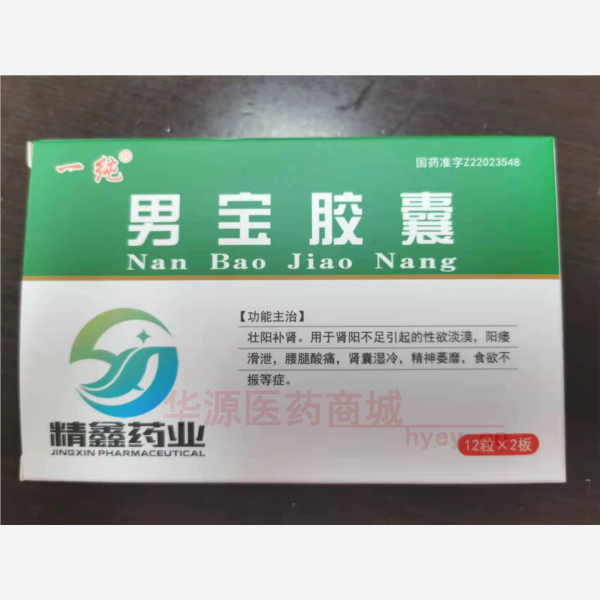 一纯®
国药准字Z22023548
男宝胶囊
Nan Bao Jiao Nang
【功能主治】
壮阳补肾。用于肾阳不足引起的性欲淡漠，阳痿
滑泄，腰腿酸痛，肾囊湿冷，精神萎靡，食欲不
振等症。
华源医药商城
精鑫药业
JINGXIN PHARMACEUTICAL
12粒×2板